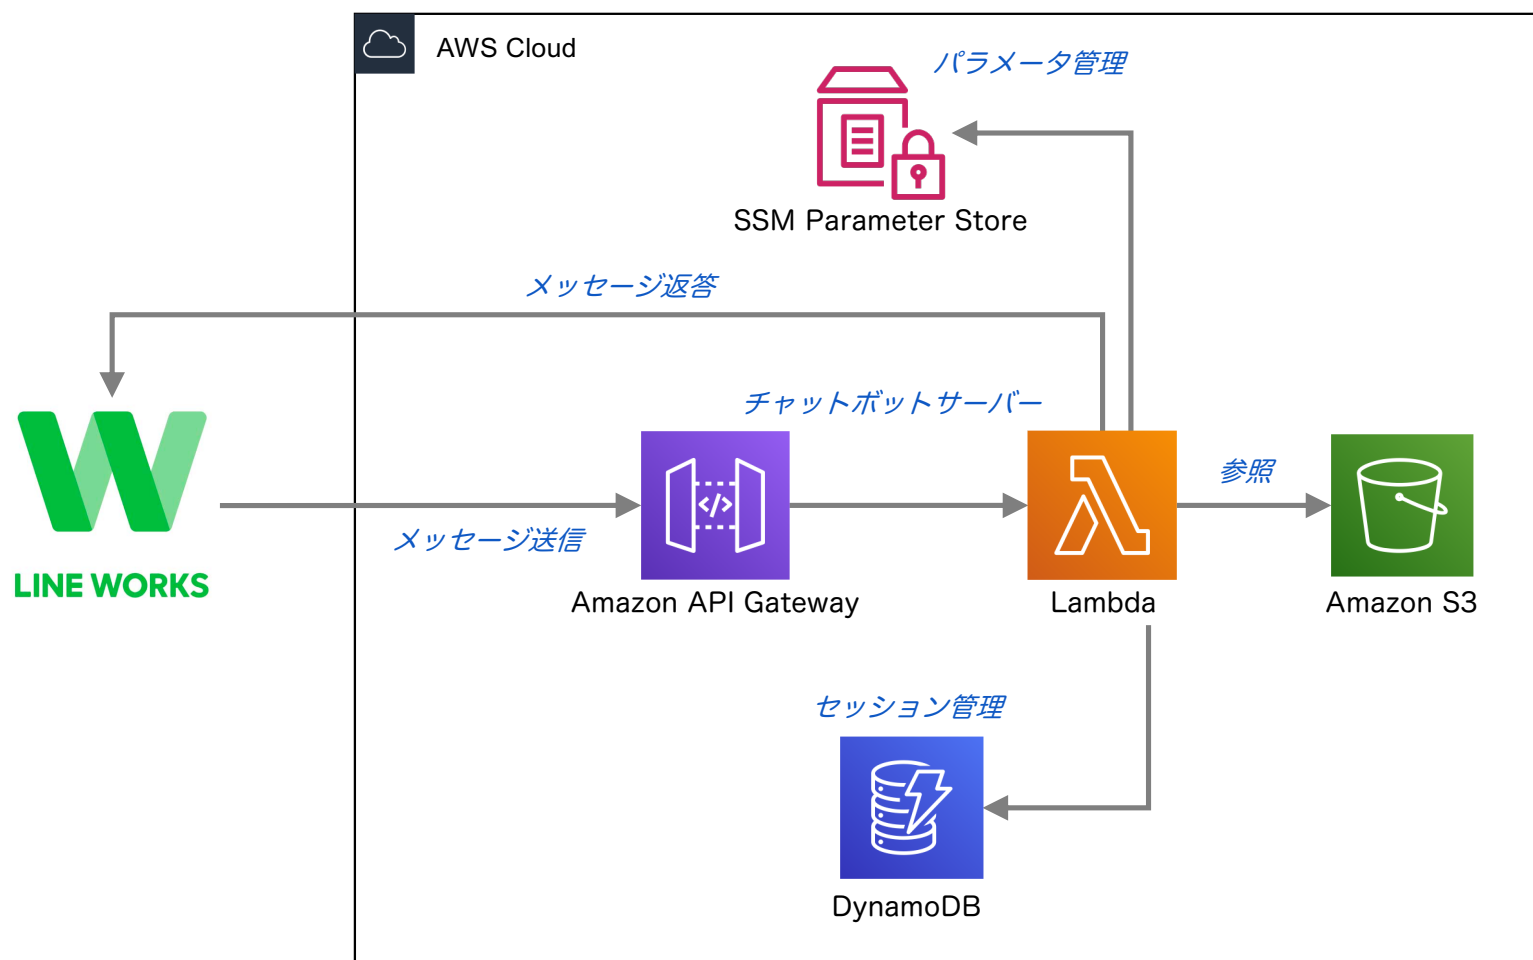 AWS Cloud
パラメータ管理
SSM Parameter Store
メッセージ返答
チャットボットサーバー
参照
メッセージ送信
LINE WORKS
Amazon API Gateway
Lambda
Amazon S3
セッション管理
DynamoDB